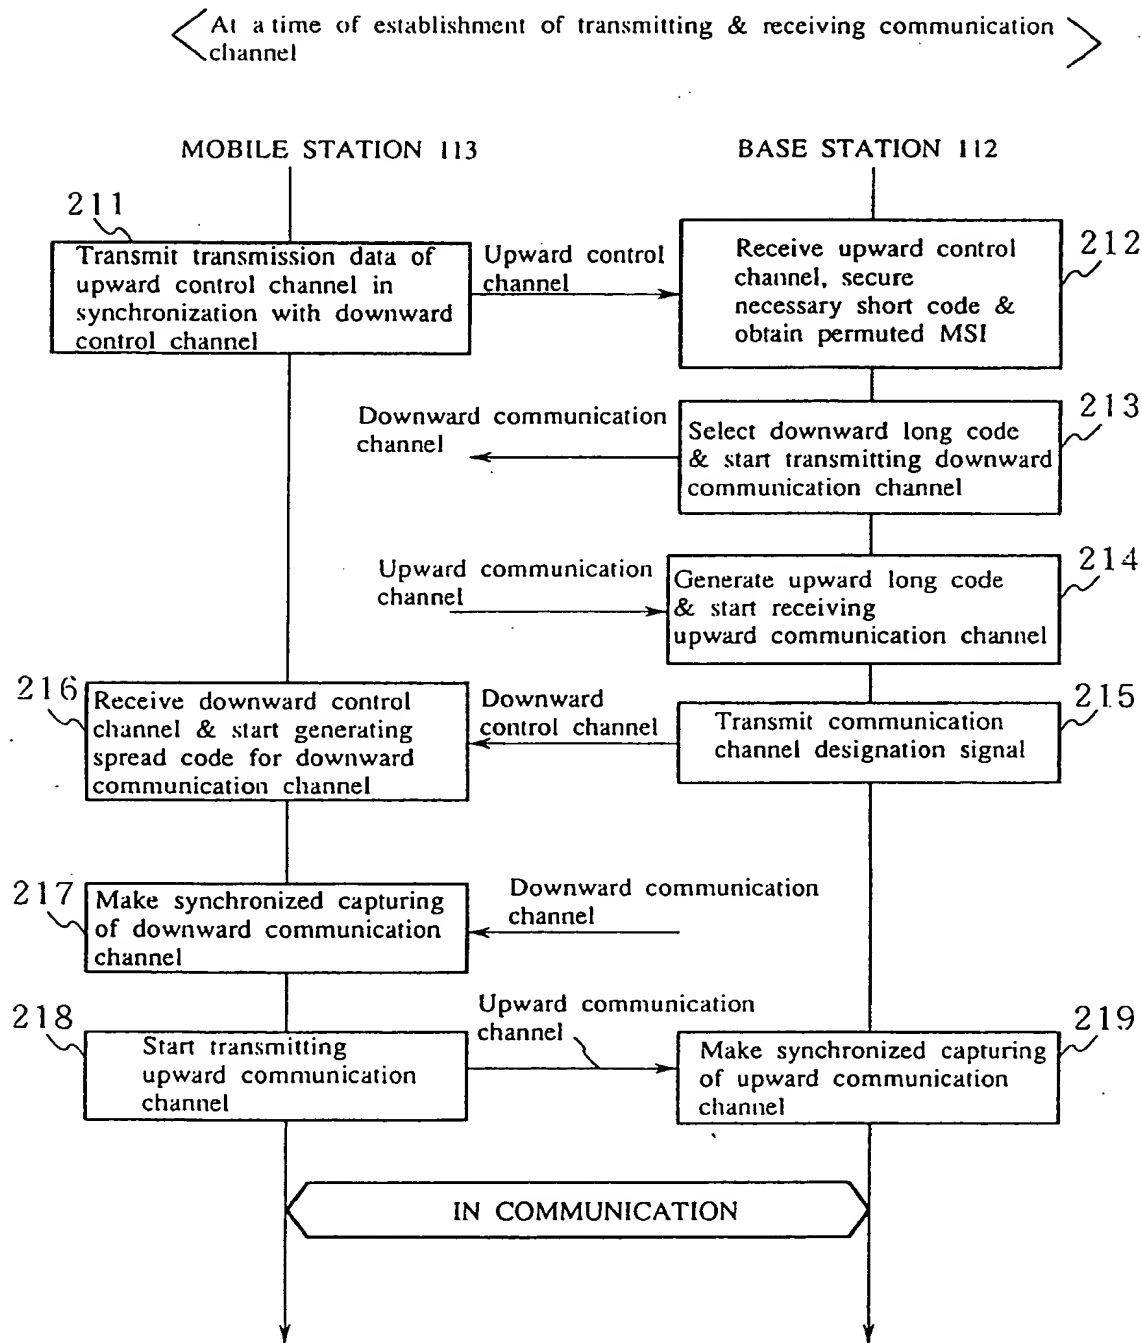 At a time of establishment of transmitting & receiving communication
channel
MOBILE STATION 113
BASE STATION 112
211
Transmit transmission data of
upward control channel in
synchronization with downward
control channel
Upward control
channel
212
Receive upward control
channel, secure
necessary short code &
obtain permuted MSI
Downward communication
channel
213
Select downward long code
& start transmitting downward
communication channel
Upward communication
channel
214
Generate upward long code
& start receiving
upward communication channel
216
Receive downward control
channel & start generating
spread code for downward
communication channel
Downward
control channel
215
Transmit communication
channel designation signal
217
Make synchronized capturing
of downward communication
channel
Downward communication
channel
218
Start transmitting
upward communication
channel
Upward communication
channel
219
Make synchronized capturing
of upward communication
channel
IN COMMUNICATION